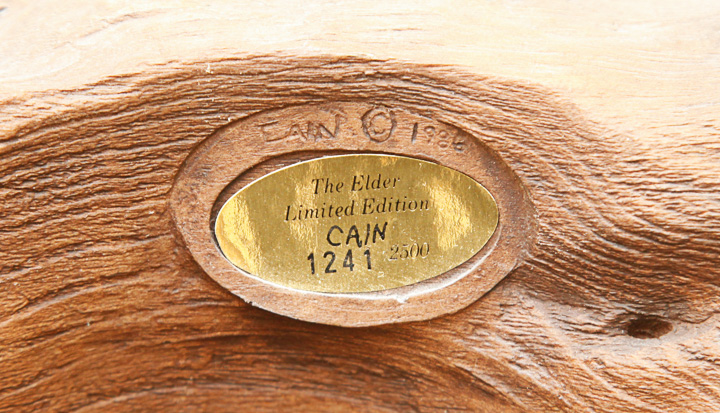 CAIN © 1986
The Elder
Limited Edition
CAIN
1241 2500